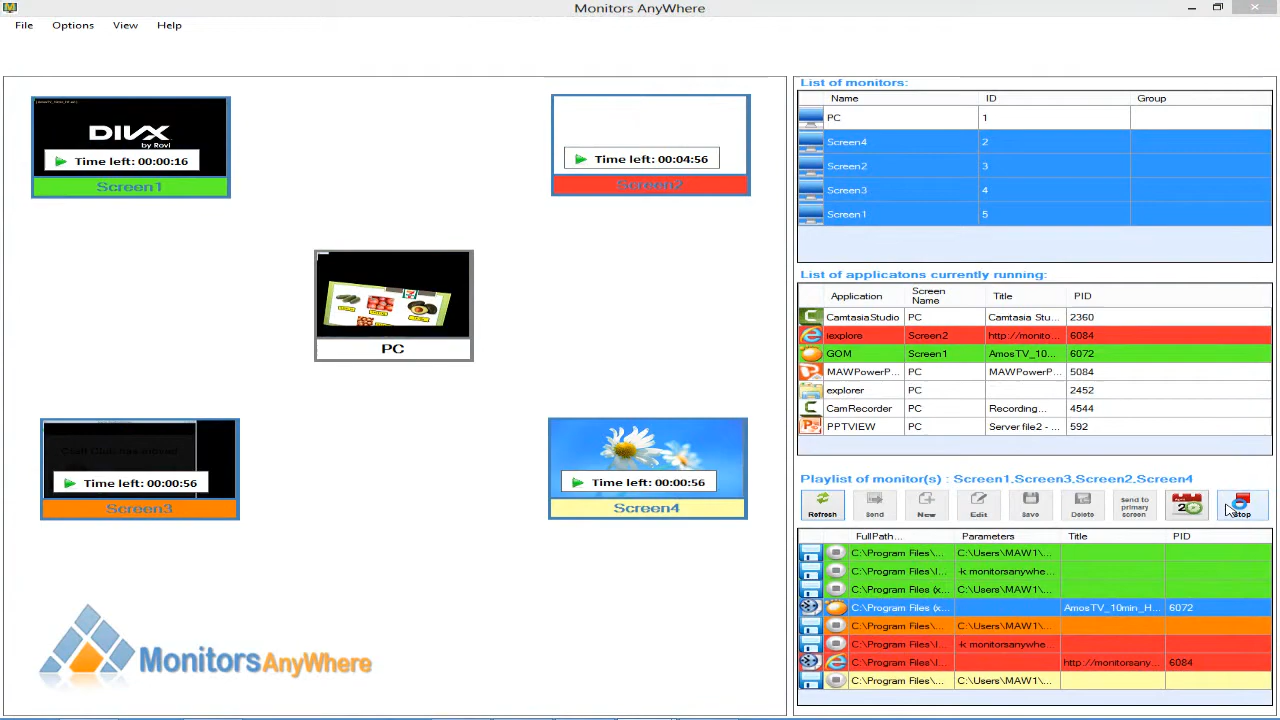 Monitors AnyWhere
File Options View Help
DIVX
by Rovi
Time left: 00:00:16
Screen1
Time left: 00:04:56
Screen2
PC
Time left: 00:00:56
Screen3
Time left: 00:00:56
Screen4
MonitorsAnyWhere
List of monitors:
Name ID Group
PC 1
Screen4 2
Screen2 3
Screen3 4
Screen1 5
List of applicatons currently running:
Application Screen Name Title PID
CamtasiaStudio PC Camtasia Stu... 2360
iexplore Screen2 http://monito... 6084
GOM Screen1 AmosTV_10... 6072
MAWPowerP... PC MAWPowerP... 5084
explorer PC 2452
CamRecorder PC Recording... 4544
PPTVIEW PC Server file2 - ... 592
Playlist of monitor(s) : Screen1,Screen3,Screen2,Screen4
Refresh Send New Edit Save Delete Send to primary screen Stop
FullPath... Parameters Title PID
C:\Program Files\... C:\Users\MAW1\...
C:\Program Files\I... -k monitorsanywhe...
C:\Program Files (x... C:\Users\MAW1\...
C:\Program Files (x... AmosTV_10min_H... 6072
C:\Program Files\... C:\Users\MAW1\...
C:\Program Files\I... -k monitorsanywhe...
C:\Program Files\I... http://monitorsany... 6084
C:\Program Files\... C:\Users\MAW1\...